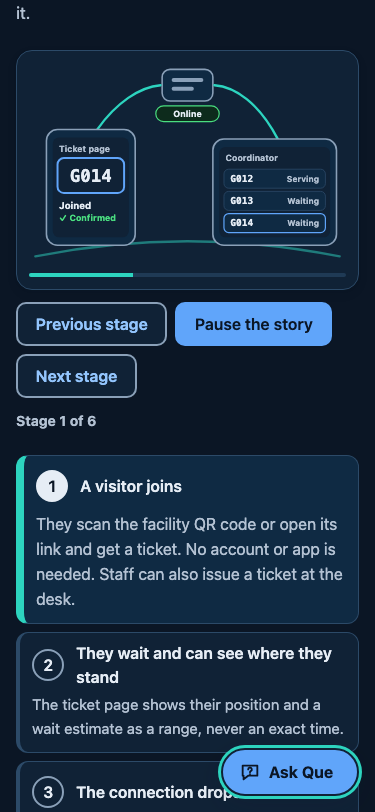 it.
Online
Ticket page
G014
Joined
✓ Confirmed
Coordinator
G012 Serving
G013 Waiting
G014 Waiting
Previous stage
Pause the story
Next stage
Stage 1 of 6
1 A visitor joins
They scan the facility QR code or open its
link and get a ticket. No account or app is
needed. Staff can also issue a ticket at the
desk.
2 They wait and can see where they
stand
The ticket page shows their position and a
wait estimate as a range, never an exact time.
3 The connection drops
Ask Que